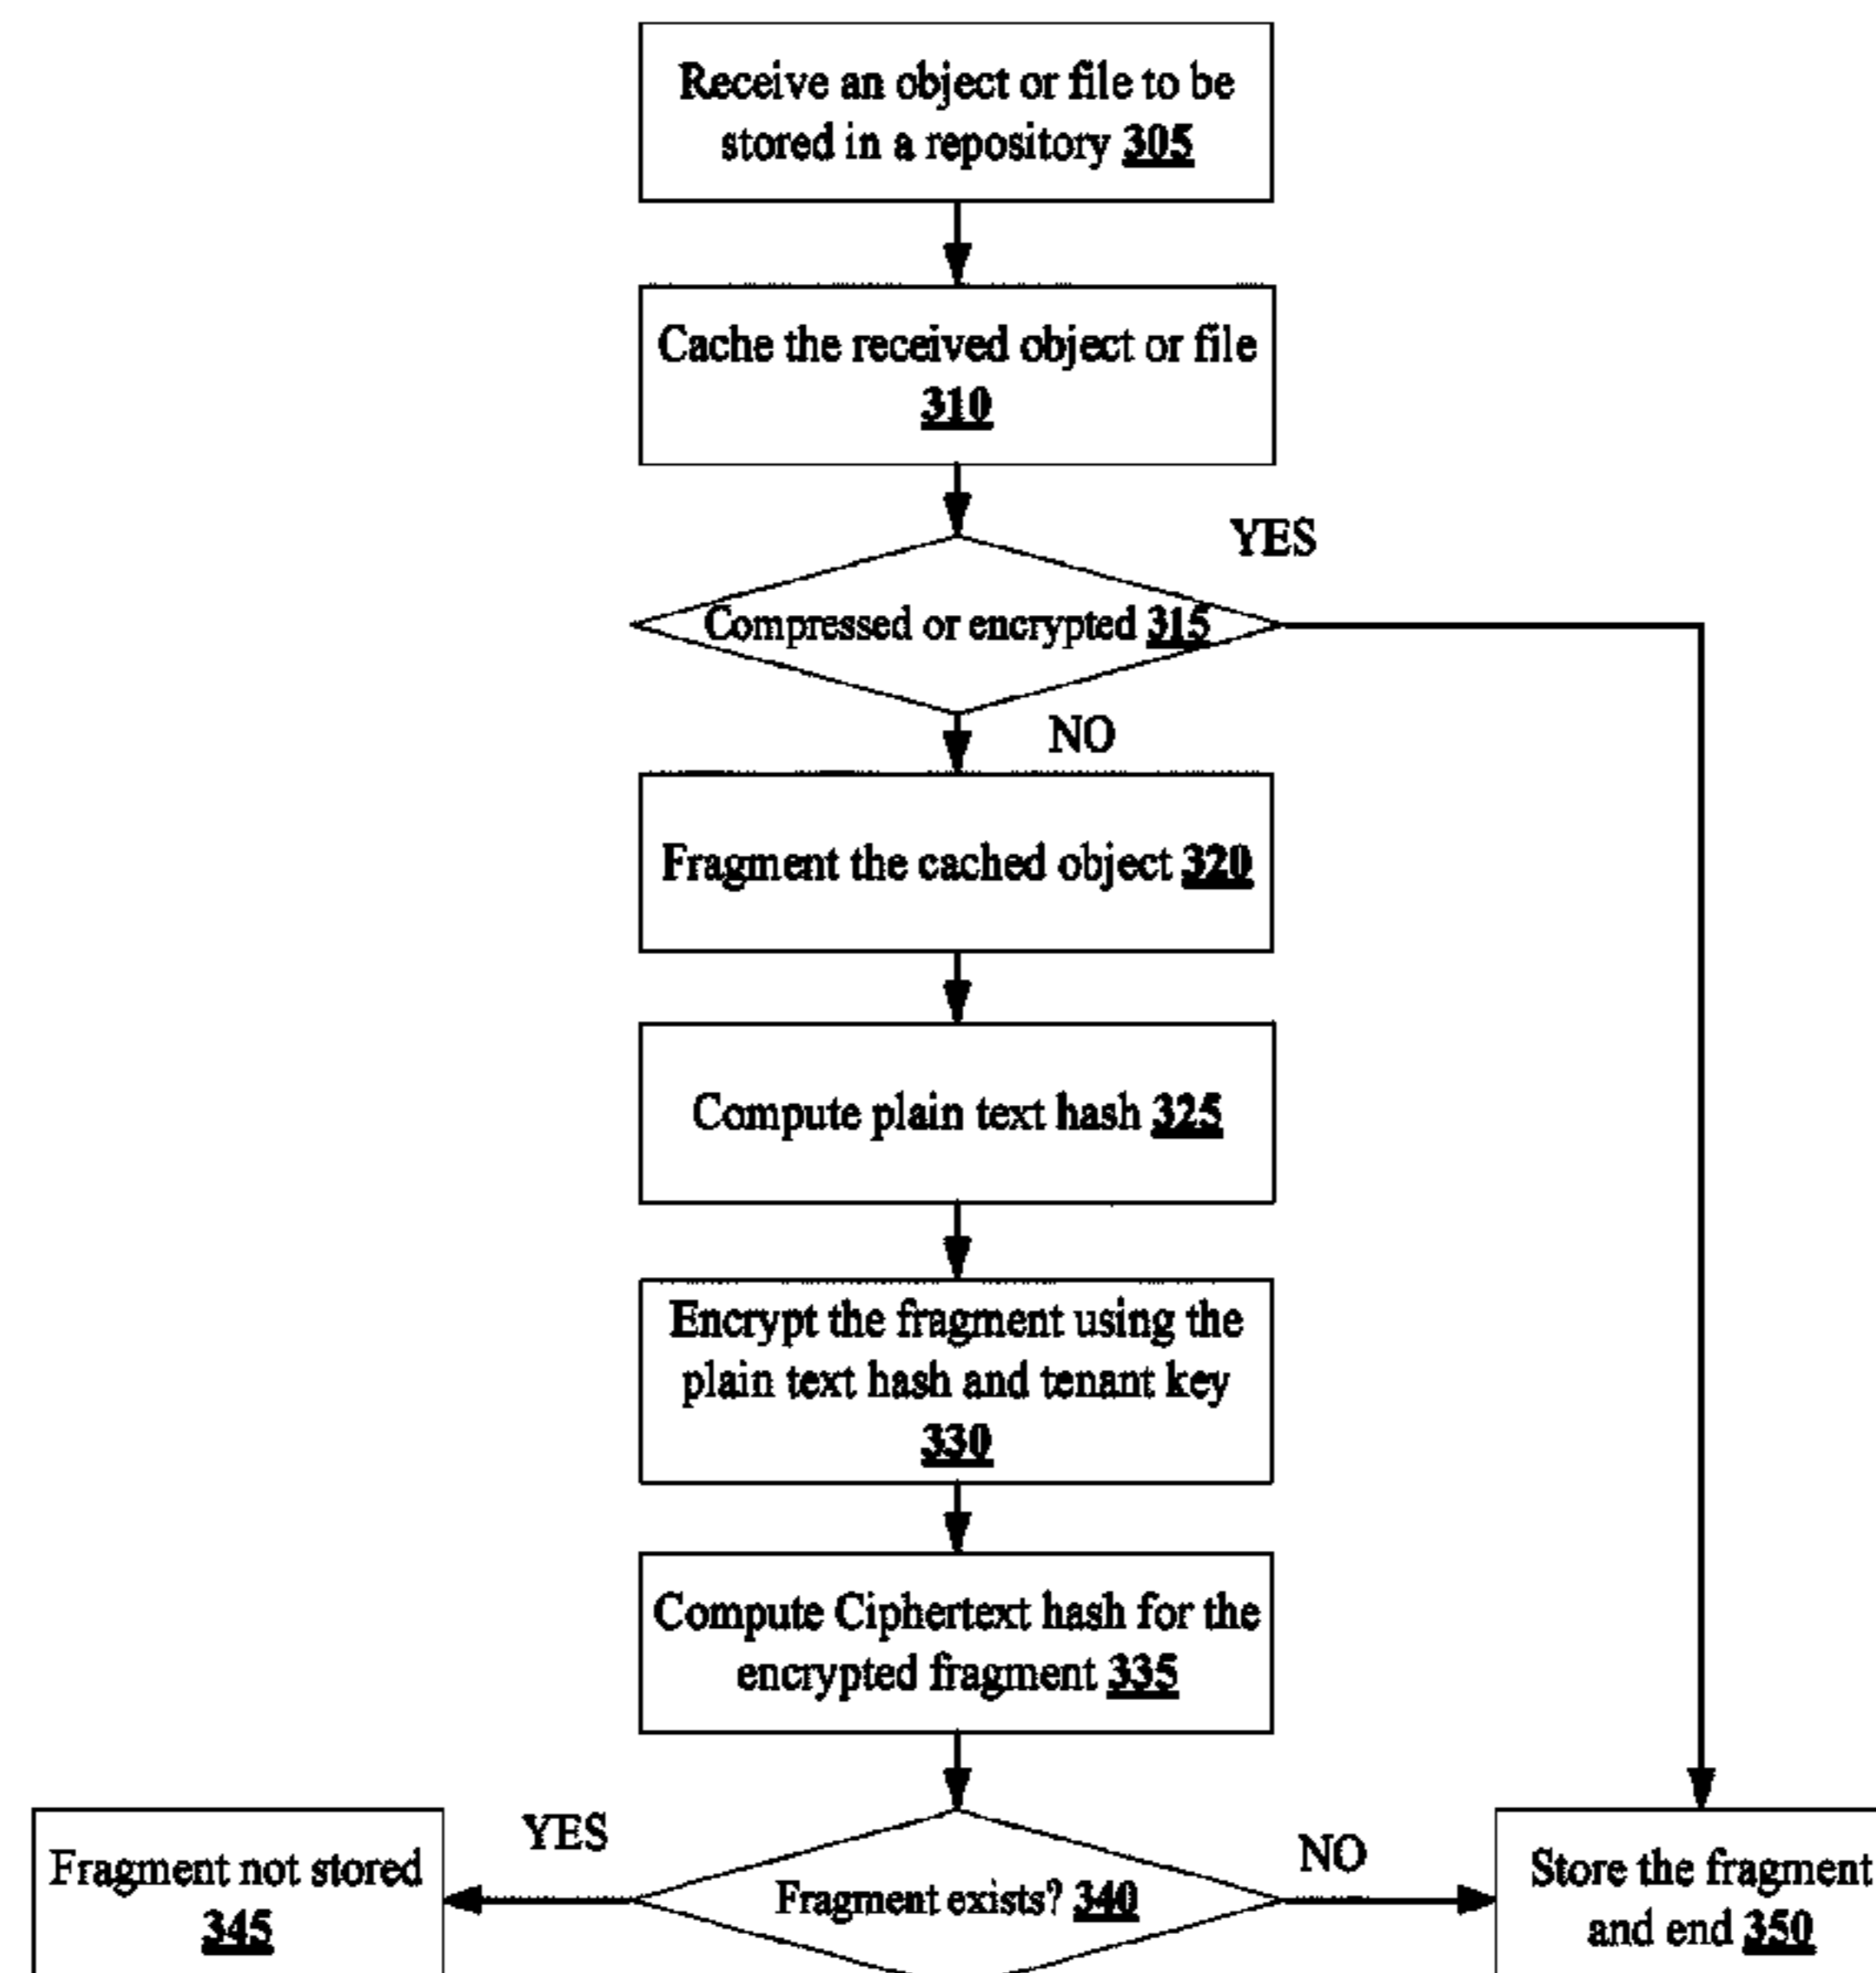 Receive an object or file to be
stored in a repository 305
Cache the received object or file
310
YES
Compressed or encrypted 315
NO
Fragment the cached object 320
Compute plain text hash 325
Encrypt the fragment using the
plain text hash and tenant key
330
Compute Ciphertext hash for the
encrypted fragment 335
YES
NO
Fragment not stored
345
Fragment exists? 340
Store the fragment
and end 350